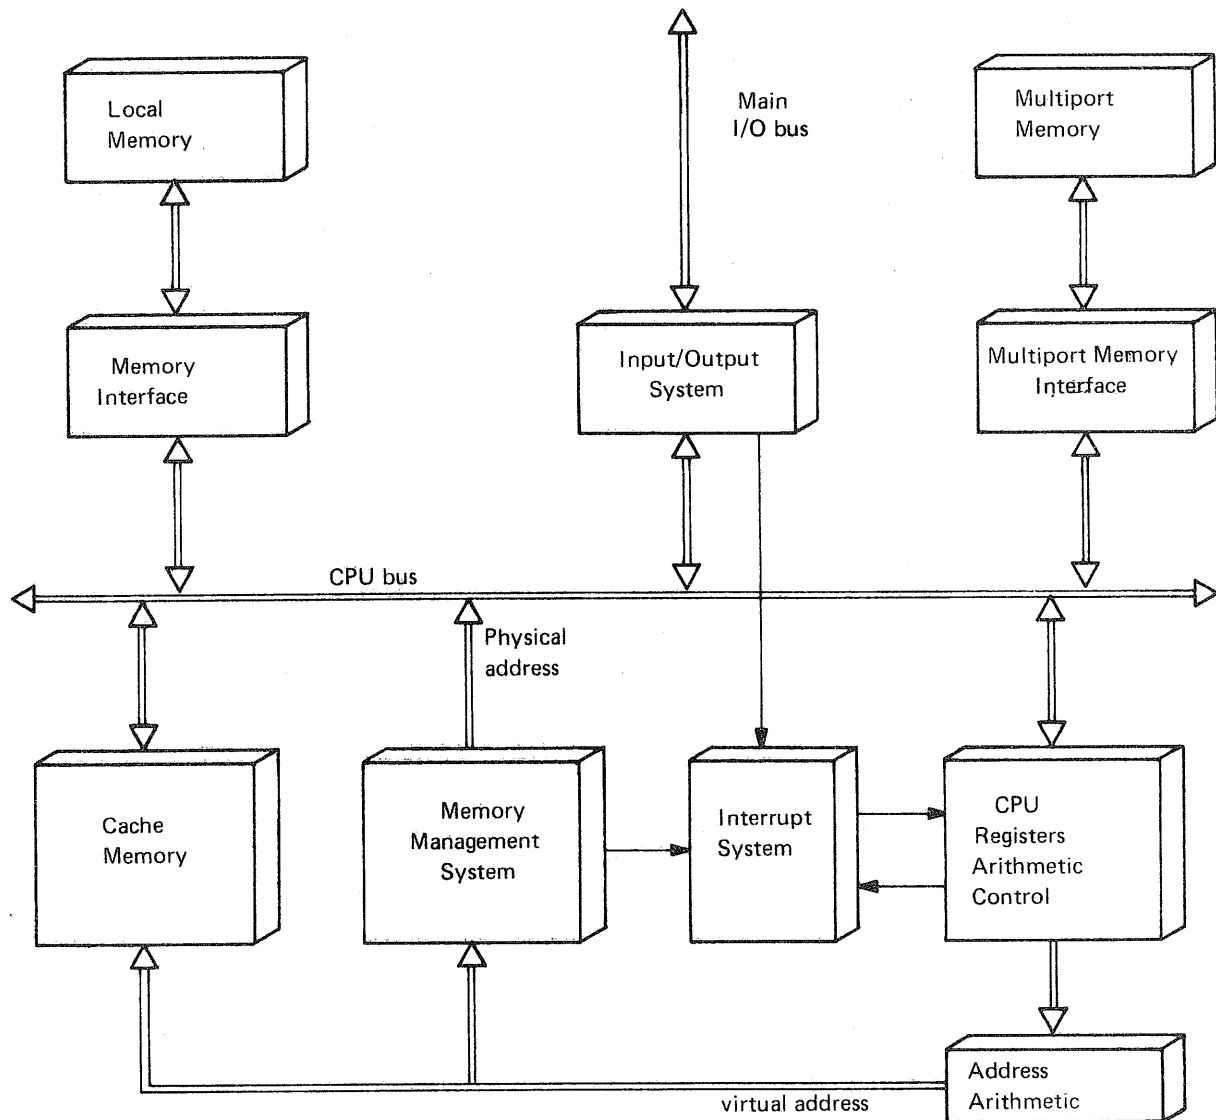 Local
Memory
Main
I/O bus
Multiport
Memory
Memory
Interface
Input/Output
System
Multiport Memory
Interface
CPU bus
Physical
address
Cache
Memory
Memory
Management
System
Interrupt
System
CPU
Registers
Arithmetic
Control
Address
Arithmetic
virtual address